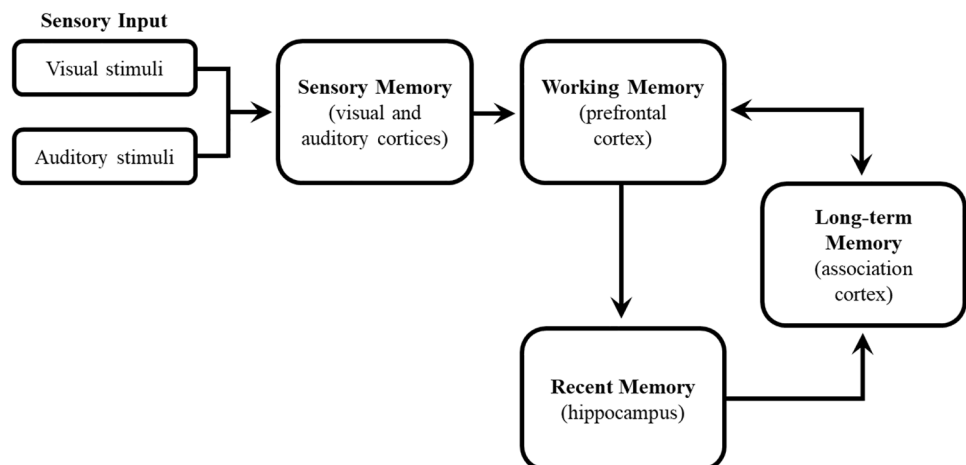 Sensory Input
Visual stimuli
Auditory stimuli
Sensory Memory
(visual and
auditory cortices)
Working Memory
(prefrontal
cortex)
Long-term
Memory
(association
cortex)
Recent Memory
(hippocampus)